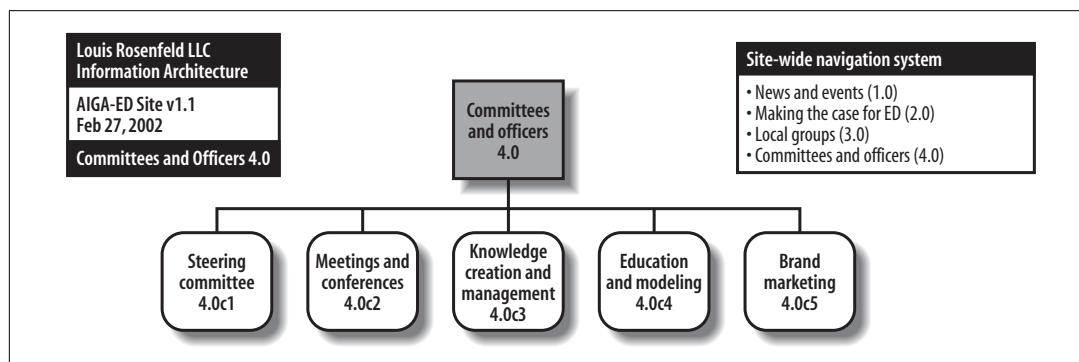 Louis Rosenfeld LLC
Information Architecture
AIGA-ED Site v1.1
Feb 27, 2002
Committees and Officers 4.0
Committees
and officers
4.0
Site-wide navigation system
• News and events (1.0)
• Making the case for ED (2.0)
• Local groups (3.0)
• Committees and officers (4.0)
Steering
committee
4.0c1
Meetings and
conferences
4.0c2
Knowledge
creation and
management
4.0c3
Education
and modeling
4.0c4
Brand
marketing
4.0c5